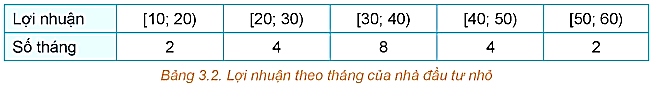 Lợi nhuận [10; 20) [20; 30) [30; 40) [40; 50) [50; 60)
Số tháng 2 4 8 4 2
Bảng 3.2. Lợi nhuận theo tháng của nhà đầu tư nhỏ